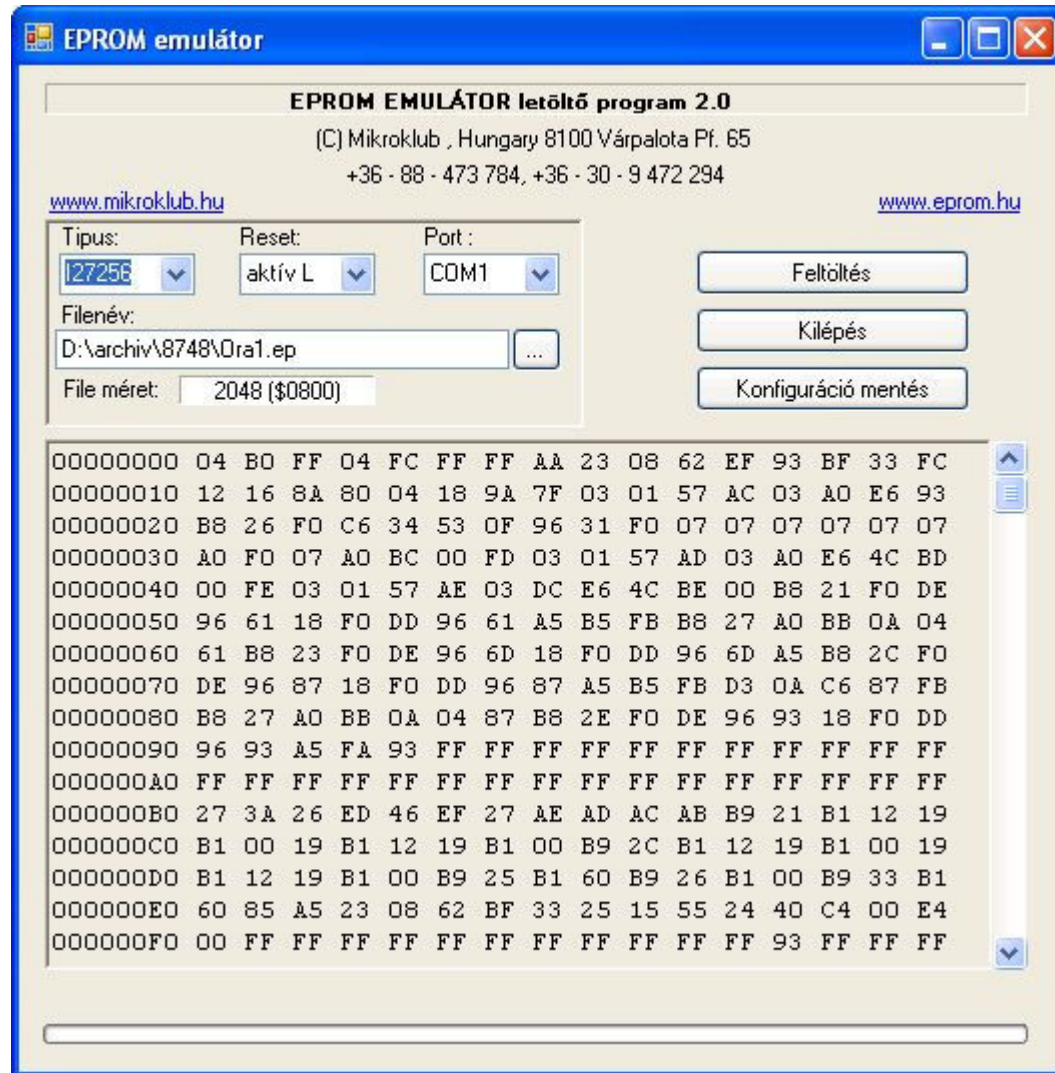 EPROM emulátor
EPROM EMULÁTOR letöltő program 2.0
(C) Mikroklub , Hungary 8100 Várpalota Pf. 65
+36 - 88 - 473 784, +36 - 30 - 9 472 294
www.mikroklub.hu www.eprom.hu
Tipus: Reset: Port :
I27256 aktív L COM1
Feltöltés
Filenév:
D:\archiv\8748\Ora1.ep ...
Kilépés
File méret: 2048 ($0800)
Konfiguráció mentés
00000000 04 B0 FF 04 FC FF FF AA 23 08 62 EF 93 BF 33 FC
00000010 12 16 8A 80 04 18 9A 7F 03 01 57 AC 03 A0 E6 93
00000020 B8 26 F0 C6 34 53 0F 96 31 F0 07 07 07 07 07 07
00000030 A0 F0 07 A0 BC 00 FD 03 01 57 AD 03 A0 E6 4C BD
00000040 00 FE 03 01 57 AE 03 DC E6 4C BE 00 B8 21 F0 DE
00000050 96 61 18 F0 DD 96 61 A5 B5 FB B8 27 A0 BB 0A 04
00000060 61 B8 23 F0 DE 96 6D 18 F0 DD 96 6D A5 B8 2C F0
00000070 DE 96 87 18 F0 DD 96 87 A5 B5 FB D3 0A C6 87 FB
00000080 B8 27 A0 BB 0A 04 87 B8 2E F0 DE 96 93 18 F0 DD
00000090 96 93 A5 FA 93 FF FF FF FF FF FF FF FF FF FF FF
000000A0 FF FF FF FF FF FF FF FF FF FF FF FF FF FF FF FF
000000B0 27 3A 26 ED 46 EF 27 AE AD AC AB B9 21 B1 12 19
000000C0 B1 00 19 B1 12 19 B1 00 B9 2C B1 12 19 B1 00 19
000000D0 B1 12 19 B1 00 B9 25 B1 60 B9 26 B1 00 B9 33 B1
000000E0 60 85 A5 23 08 62 BF 33 25 15 55 24 40 C4 00 E4
000000F0 00 FF FF FF FF FF FF FF FF FF FF FF 93 FF FF FF